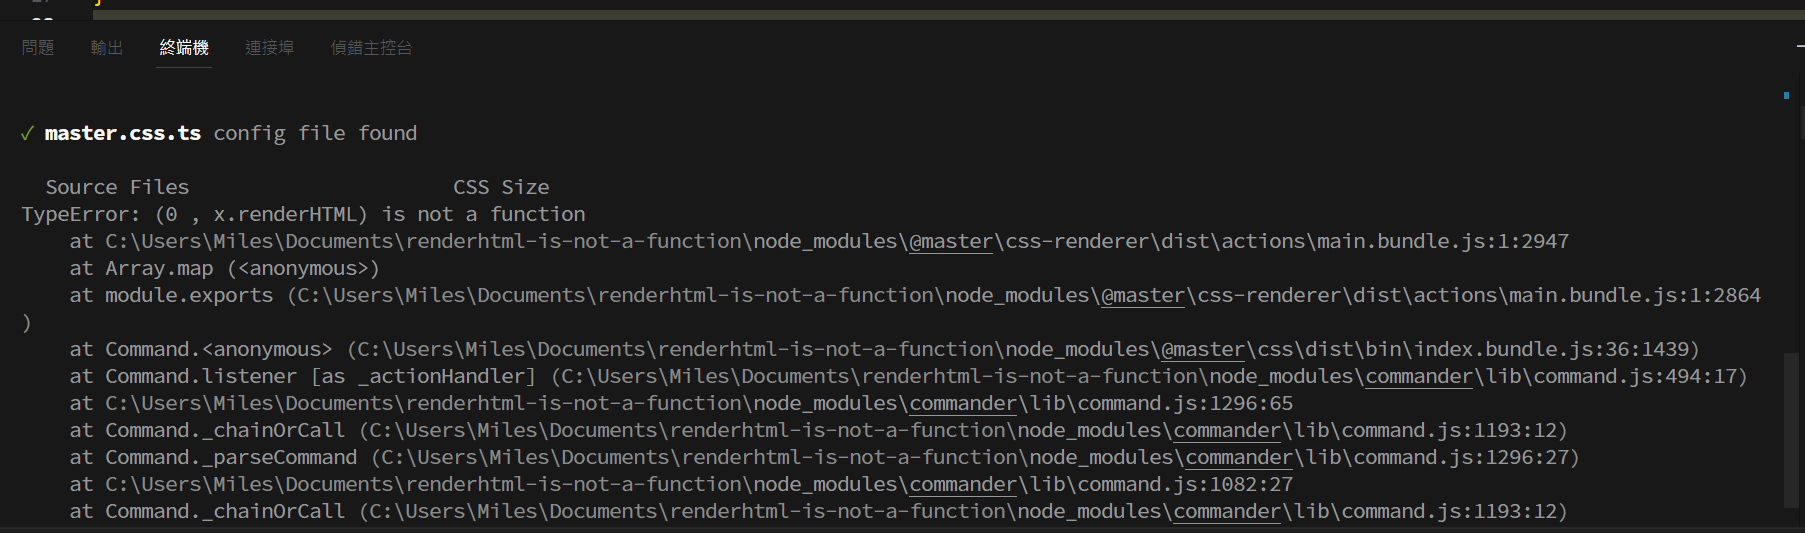 問題 輸出 終端機 連接埠 偵錯主控台
✓ master.css.ts config file found
Source Files CSS Size
TypeError: (0 , x.renderHTML) is not a function
at C:\Users\Miles\Documents\renderhtml-is-not-a-function\node_modules\@master\css-renderer\dist\actions\main.bundle.js:1:2947
at Array.map (<anonymous>)
at module.exports (C:\Users\Miles\Documents\renderhtml-is-not-a-function\node_modules\@master\css-renderer\dist\actions\main.bundle.js:1:2864
)
at Command.<anonymous> (C:\Users\Miles\Documents\renderhtml-is-not-a-function\node_modules\@master\css\dist\bin\index.bundle.js:36:1439)
at Command.listener [as _actionHandler] (C:\Users\Miles\Documents\renderhtml-is-not-a-function\node_modules\commander\lib\command.js:494:17)
at C:\Users\Miles\Documents\renderhtml-is-not-a-function\node_modules\commander\lib\command.js:1296:65
at Command._chainOrCall (C:\Users\Miles\Documents\renderhtml-is-not-a-function\node_modules\commander\lib\command.js:1193:12)
at Command._parseCommand (C:\Users\Miles\Documents\renderhtml-is-not-a-function\node_modules\commander\lib\command.js:1296:27)
at C:\Users\Miles\Documents\renderhtml-is-not-a-function\node_modules\commander\lib\command.js:1082:27
at Command._chainOrCall (C:\Users\Miles\Documents\renderhtml-is-not-a-function\node_modules\commander\lib\command.js:1193:12)